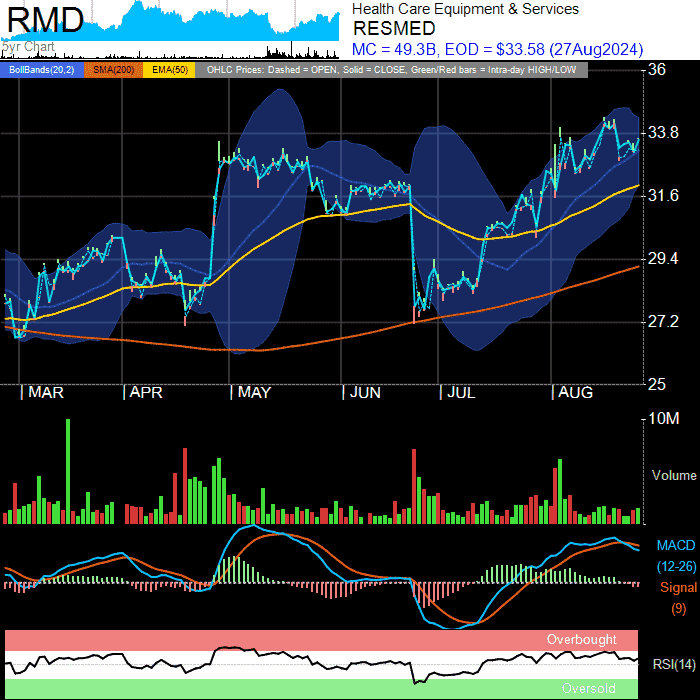 RMD
5yr Chart
Health Care Equipment & Services
RESMED
MC = 49.3B, EOD = $33.58 (27Aug2024)
BollBands(20,2) SMA(200) EMA(50) OHLC Prices: Dashed = OPEN, Solid = CLOSE, Green/Red bars = Intra-day HIGH/LOW
36
33.8
31.6
29.4
27.2
25
| MAR | APR | MAY | JUN | JUL | AUG
10M
Volume
MACD
(12-26)
Signal
(9)
Overbought
RSI(14)
Oversold